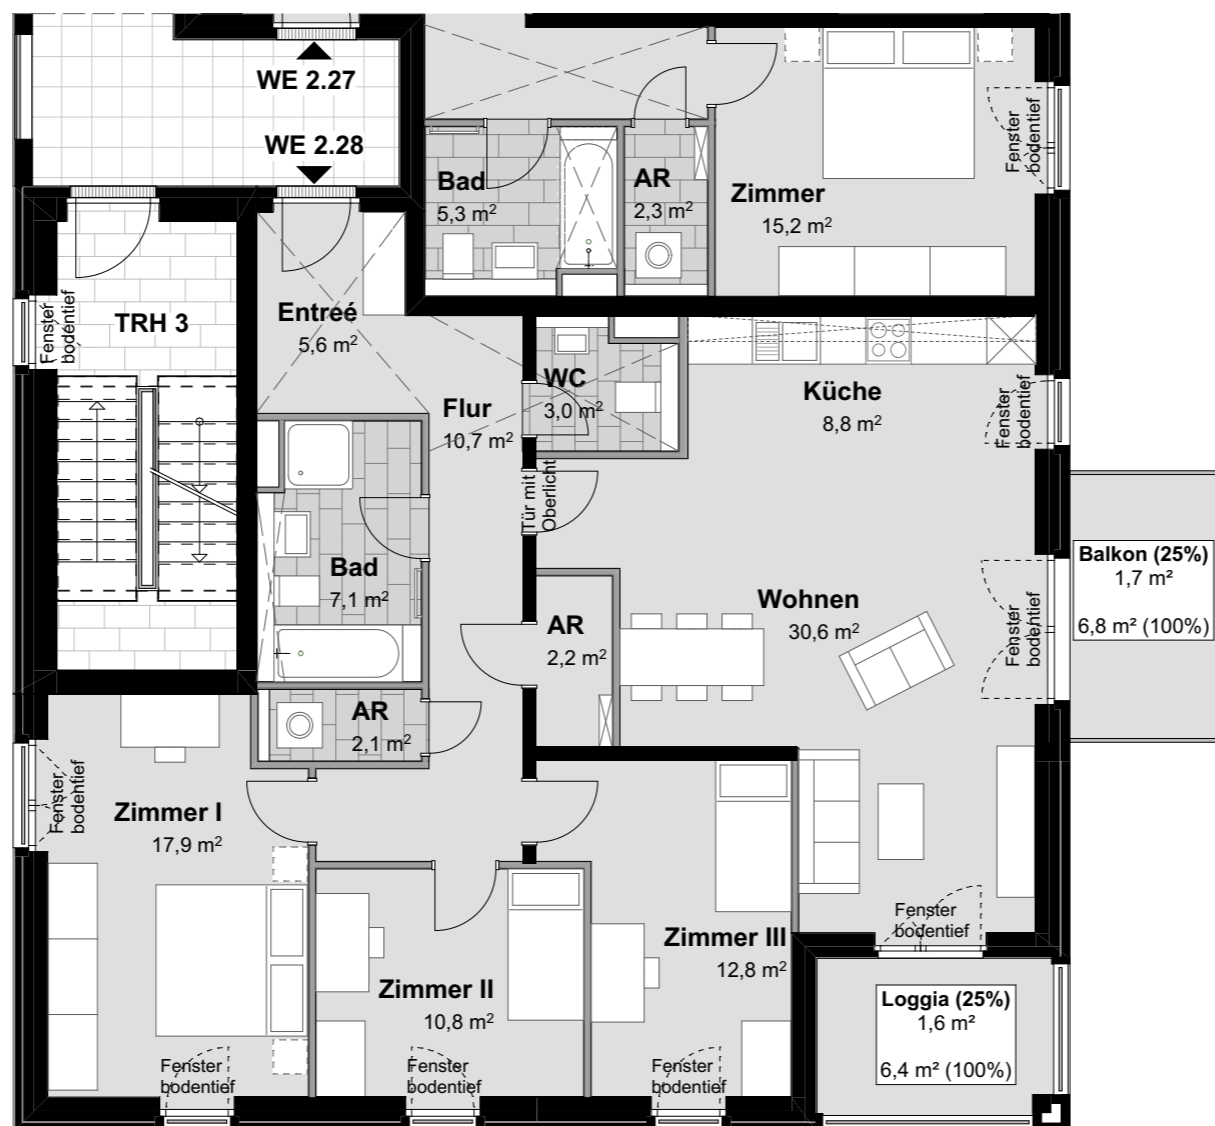 WE 2.27
WE 2.28
Bad
5,3 m²
AR
2,3 m²
Zimmer
15,2 m²
Fenster
bodentief
TRH 3
Fenster
bodentief
Entreé
5,6 m²
Flur
10,7 m²
WC
3,0 m²
Küche
8,8 m²
Fenster
bodentief
Tür mit
Oberlicht
Bad
7,1 m²
AR
2,2 m²
Wohnen
30,6 m²
Fenster
bodentief
Balkon (25%)
1,7 m²
6,8 m² (100%)
AR
2,1 m²
Zimmer I
17,9 m²
Fenster
bodentief
Zimmer II
10,8 m²
Zimmer III
12,8 m²
Fenster
bodentief
Loggia (25%)
1,6 m²
6,4 m² (100%)
Fenster
bodentief
Fenster
bodentief
Fenster
bodentief